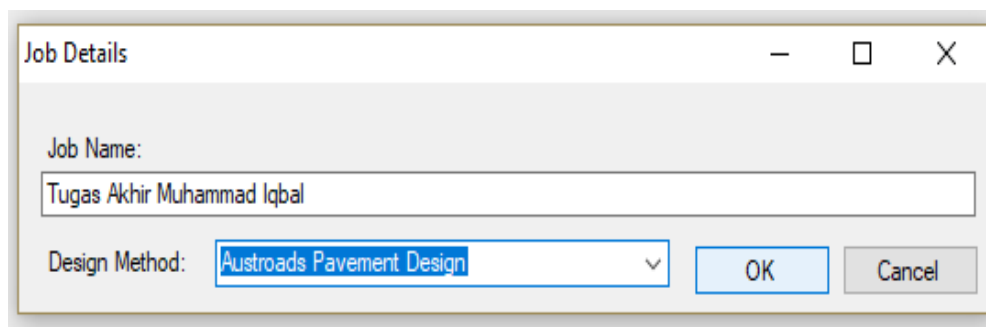 Job Details
Job Name:
Tugas Akhir Muhammad Iqbal
Design Method: Austroads Pavement Design OK Cancel